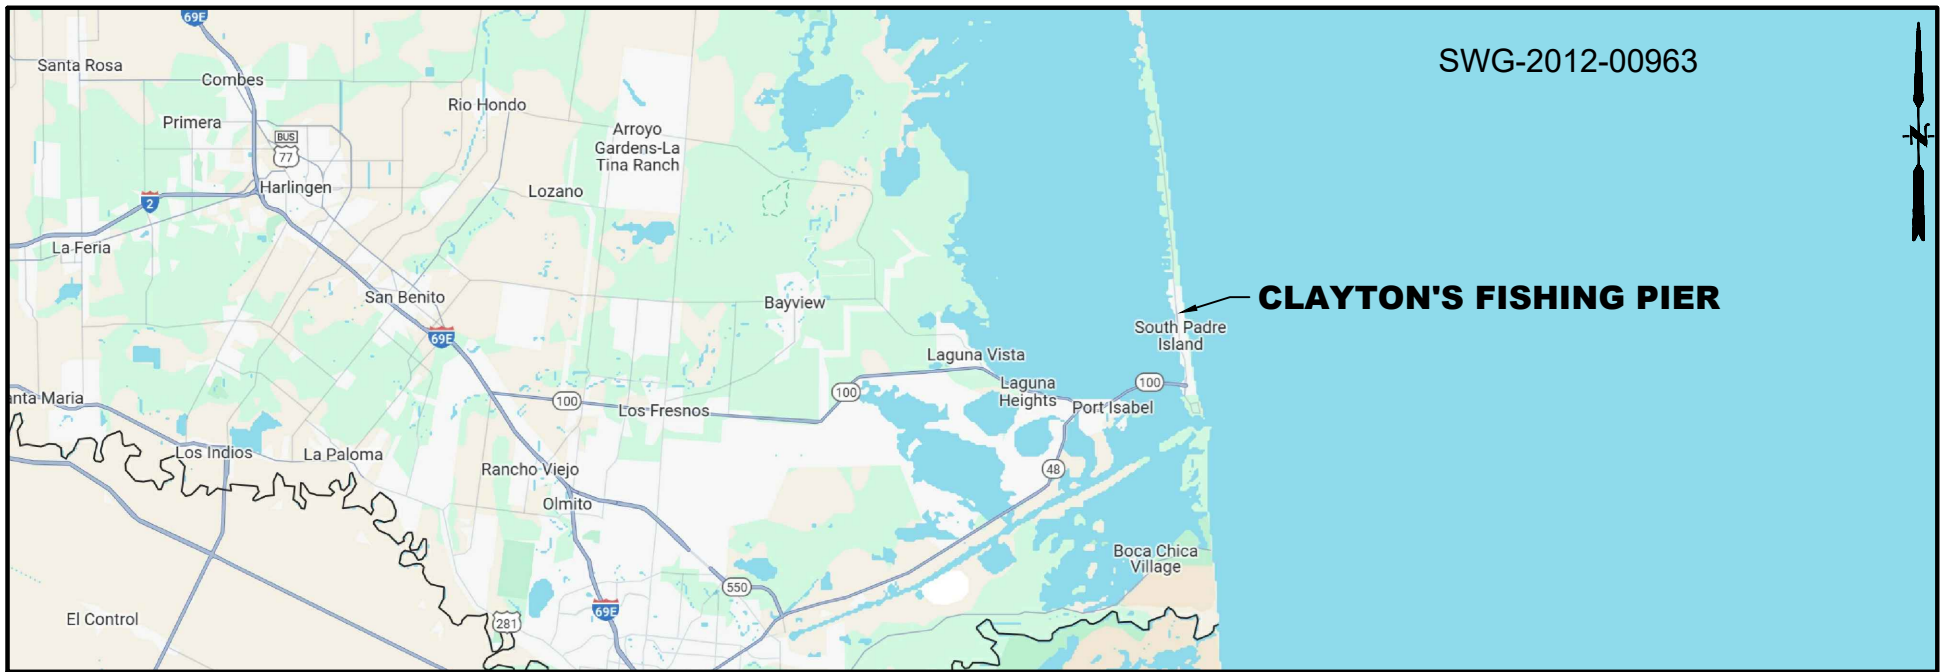 69E
SWG-2012-00963
Santa Rosa
Combes
Rio Hondo
Primera
Arroyo
Gardens-La
Tina Ranch
BUS
77
Harlingen
Lozano
2
N
La Feria
San Benito
Bayview
CLAYTON'S FISHING PIER
South Padre
Island
69E
Laguna Vista
Laguna
Heights
100
100
100
anta Maria
Los Fresnos
Port Isabel
Los Indios
La Paloma
Rancho Viejo
48
Olmito
Boca Chica
Village
550
69E
El Control
281